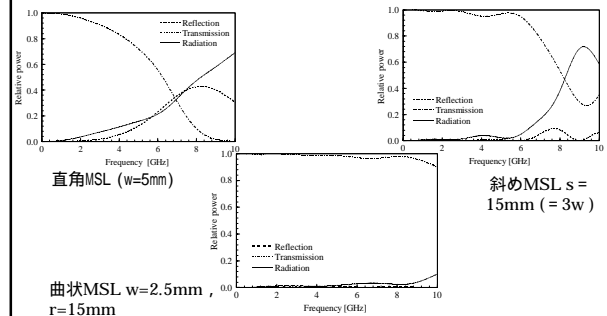 Relative power
1.0
0.8
0.6
0.4
0.2
0.0
Reflection
Transmission
Radiation
0 2 4 6 8 10
Frequency [GHz]
直角MSL (w=5mm)
Relative power
1.0
0.8
0.6
0.4
0.2
0.0
Reflection
Transmission
Radiation
0 2 4 6 8 10
Frequency [GHz]
斜めMSL s =
15mm ( = 3w )
Relative power
1.0
0.8
0.6
0.4
0.2
0.0
Reflection
Transmission
Radiation
0 2 4 6 8 10
Frequency [GHz]
曲状MSL w=2.5mm ,
r=15mm